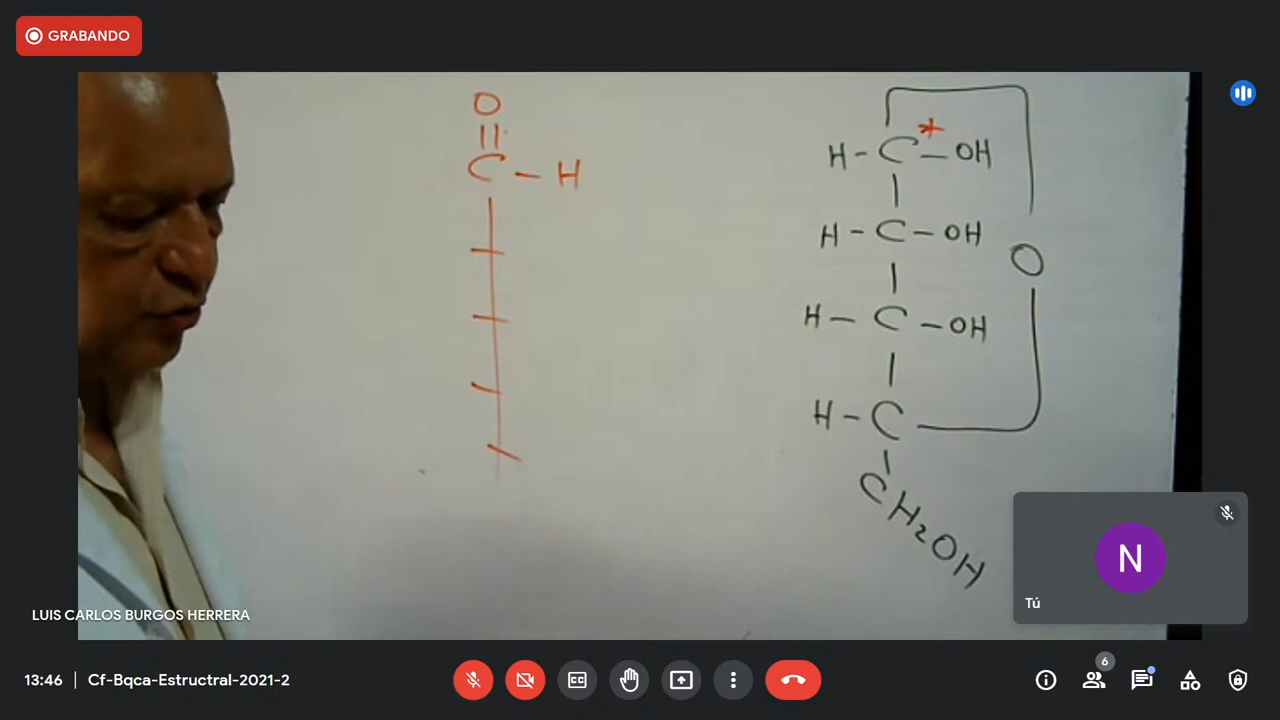 GRABANDO
O
||
C - H
H - C* - OH
|
H - C - OH
O
|
H - C - OH
|
H - C
|
CH2OH
N
Tú
LUIS CARLOS BURGOS HERRERA
6
13:46 | Cf-Bqca-Estructral-2021-2